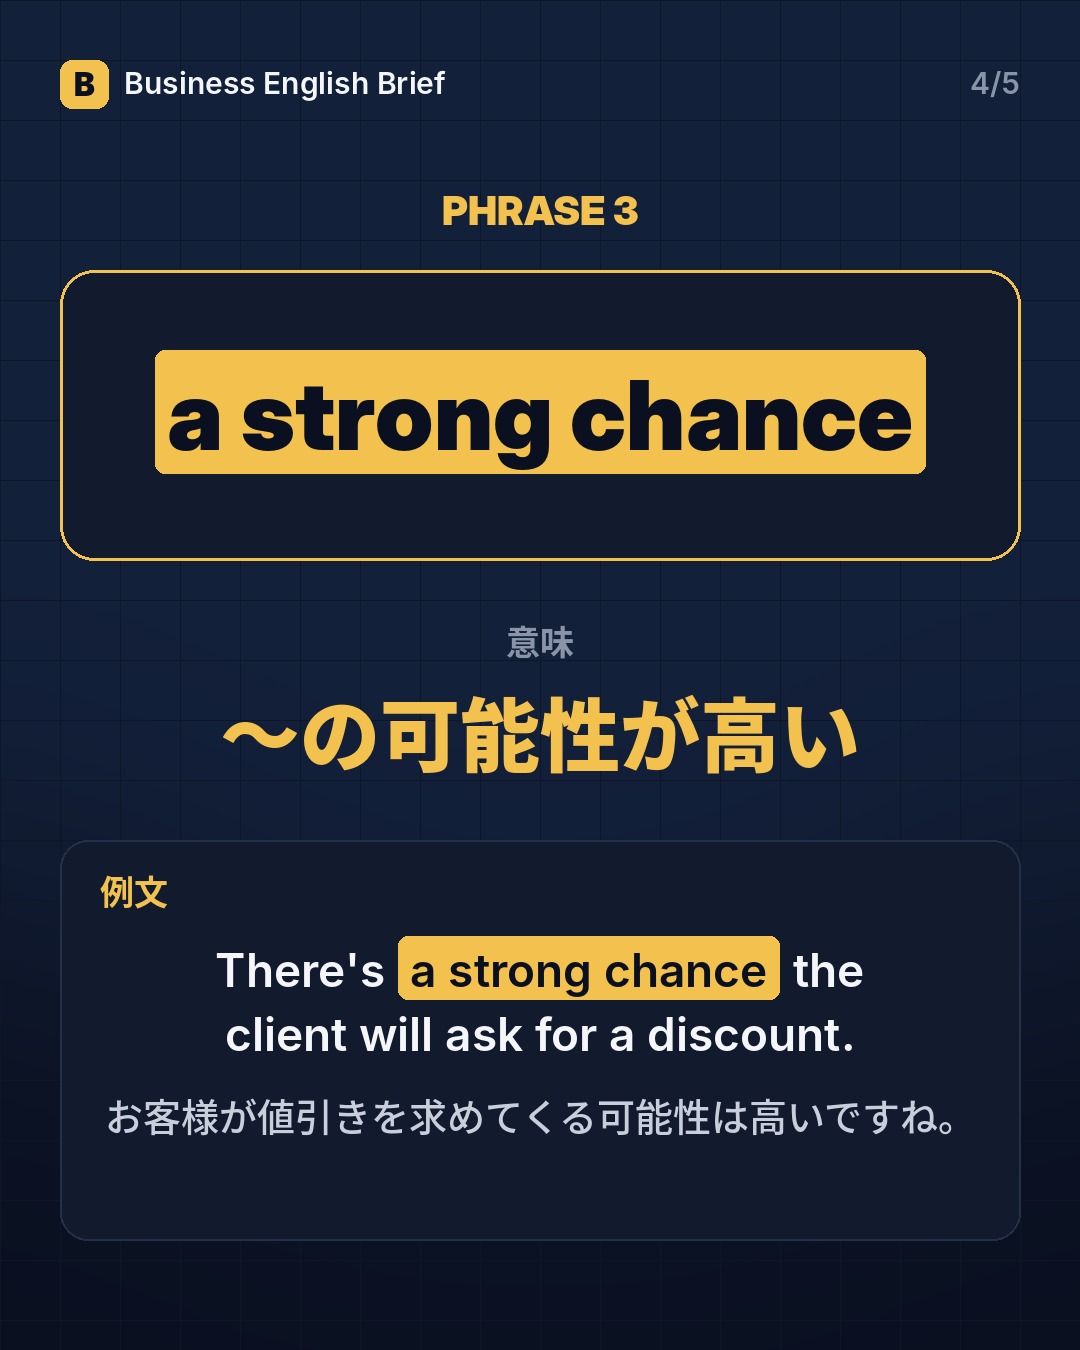 B Business English Brief
4/5
PHRASE 3
a strong chance
意味
～の可能性が高い
例文
There's a strong chance the
client will ask for a discount.
お客様が値引きを求めてくる可能性は高いですね。